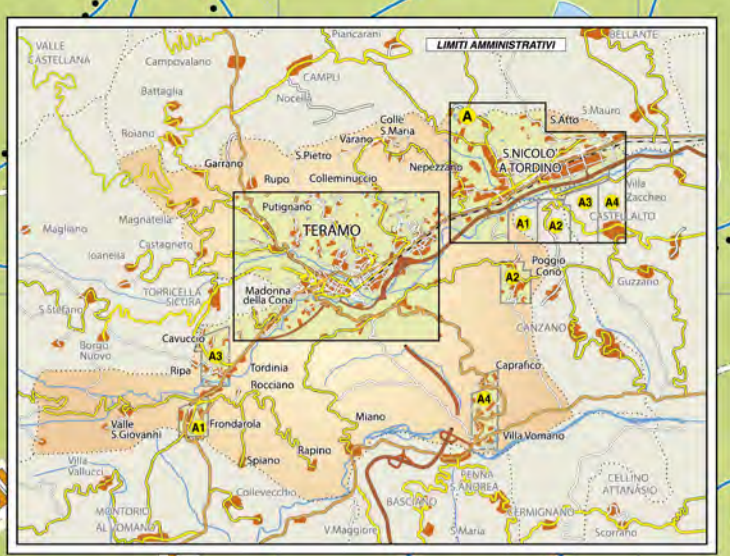 LIMITI AMMINISTRATIVI
Piancarani
BELLANTE
VALLE
CASTELLANA
Campovalano
CAMPLI
Battaglia
Nocella
S.Mauro
A
S.Atto
Colle
S.Maria
Roiano
Varano
S.NICOLO'
A TORDINO
S.Pietro
Garrano
Nepezzano
Colleminuccio
Rupo
Villa
Zaccheo
Putignano
A3
A4
Magnatella
CASTELLALTO
Magliano
TERAMO
A1
A2
Castagneto
Ioanella
Poggio
Cono
A2
Guzzano
Madonna
della Cona
TORRICELLA
SICURA
S.Stefano
CANZANO
Cavuccio
Borgo
Nuovo
A3
Ripa
Tordinia
Caprafico
Rocciano
A4
Valle
S.Giovanni
A1
Frondarola
Miano
Villa Vomano
Rapino
Spiano
Villa
Vallucci
PENNA
S.ANDREA
CELLINO
ATTANASIO
Collevecchio
BASCIANO
CERMIGNANO
MONTORIO
AL VOMANO
V.Maggiore
S.Maria
Scorrano